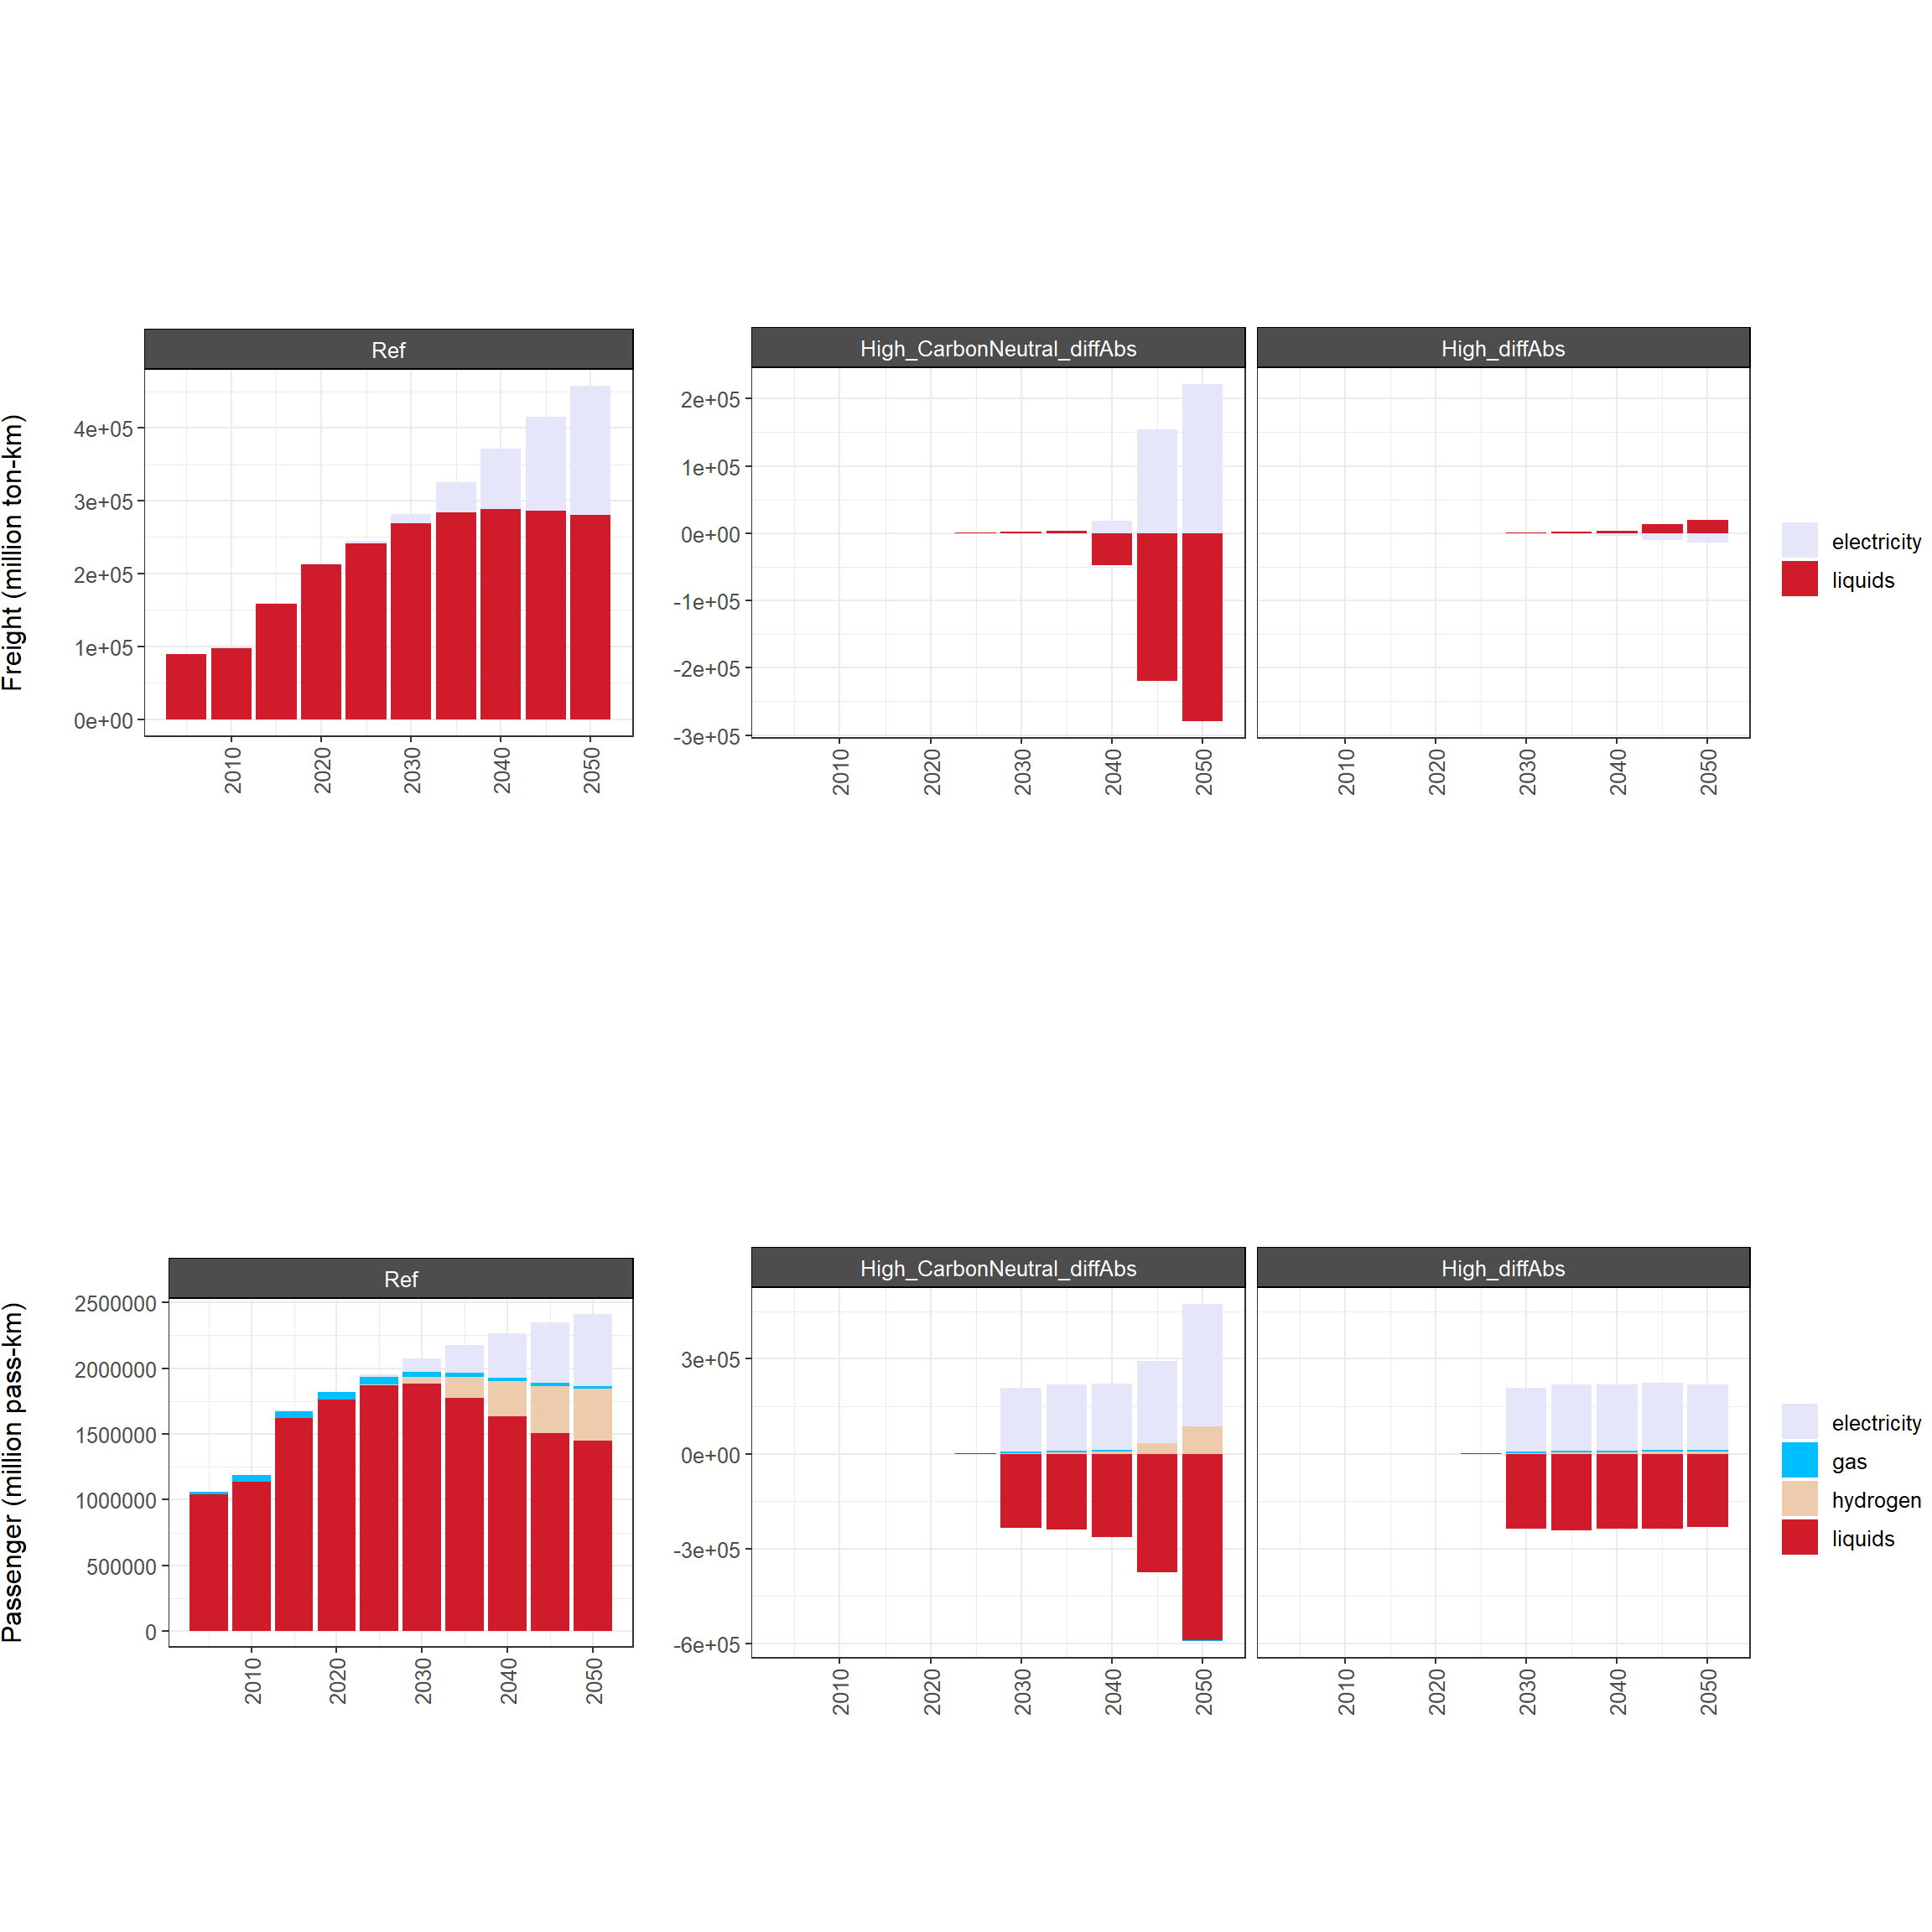 Ref
High_CarbonNeutral_diffAbs
High_diffAbs
Freight (million ton-km)
4e+05
3e+05
2e+05
1e+05
0e+00
2010
2020
2030
2040
2050
2e+05
1e+05
0e+00
-1e+05
-2e+05
-3e+05
2010
2020
2030
2040
2050
2010
2020
2030
2040
2050
electricity
liquids
Ref
High_CarbonNeutral_diffAbs
High_diffAbs
Passenger (million pass-km)
2500000
2000000
1500000
1000000
500000
0
2010
2020
2030
2040
2050
3e+05
0e+00
-3e+05
-6e+05
2010
2020
2030
2040
2050
2010
2020
2030
2040
2050
electricity
gas
hydrogen
liquids